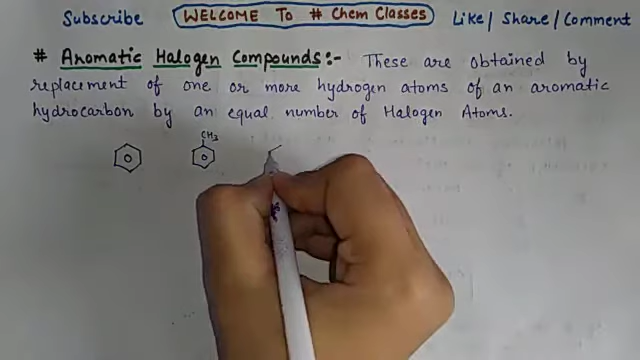 Subscribe WELCOME To # Chem Classes Like/ Share/ Comment
# Aromatic Halogen Compounds:- These are obtained by
replacement of one or more hydrogen atoms of an aromatic
hydrocarbon by an equal number of Halogen Atoms.
CH3